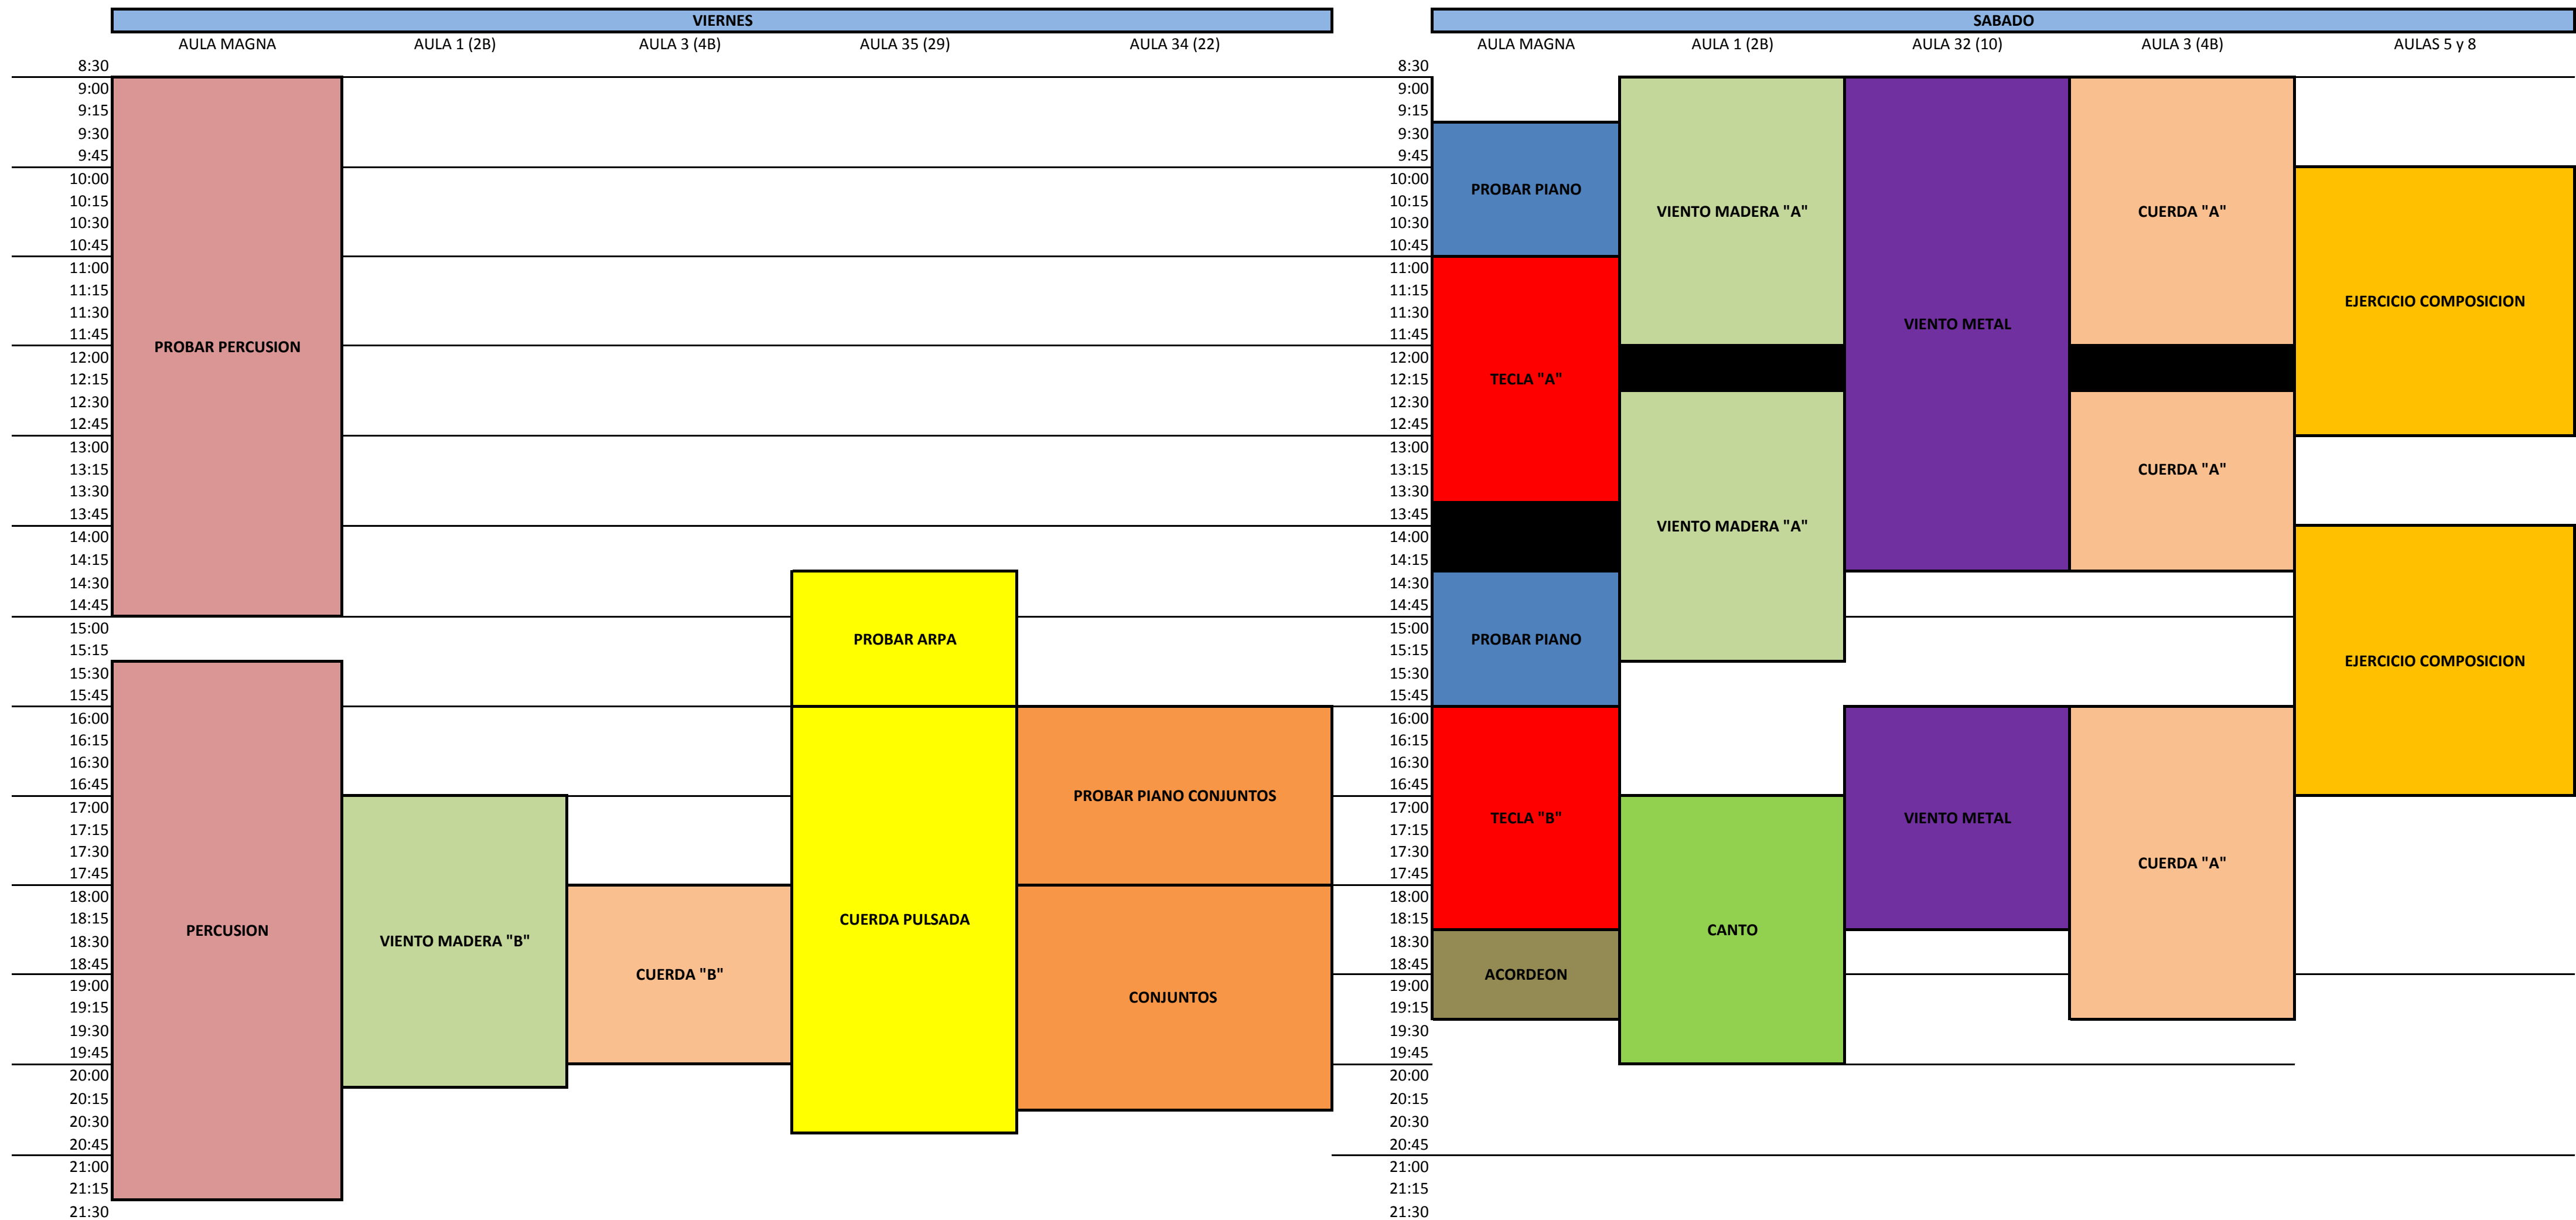 VIERNES SABADO
AULA MAGNA AULA 1 (2B) AULA 3 (4B) AULA 35 (29) AULA 34 (22) AULA MAGNA AULA 1 (2B) AULA 32 (10) AULA 3 (4B) AULAS 5 y 8
8:30 8:30
9:00 9:00
9:15 9:15
9:30 9:30
9:45 9:45
10:00 10:00
10:15 PROBAR PIANO 10:15
10:30 VIENTO MADERA "A" CUERDA "A" 10:30
10:45 10:45
11:00 11:00
11:15 11:15
11:30 EJERCICIO COMPOSICION 11:30
11:45 VIENTO METAL 11:45
PROBAR PERCUSION
12:00 12:00
12:15 TECLA "A" 12:15
12:30 12:30
12:45 12:45
13:00 13:00
13:15 CUERDA "A" 13:15
13:30 13:30
13:45 13:45
VIENTO MADERA "A"
14:00 14:00
14:15 14:15
14:30 14:30
14:45 14:45
15:00 15:00
PROBAR ARPA PROBAR PIANO
15:15 15:15
EJERCICIO COMPOSICION
15:30 15:30
15:45 15:45
16:00 16:00
16:15 16:15
16:30 16:30
16:45 16:45
PROBAR PIANO CONJUNTOS
17:00 17:00
TECLA "B" VIENTO METAL
17:15 17:15
17:30 17:30
CUERDA "A"
17:45 17:45
18:00 18:00
18:15 CUERDA PULSADA 18:15
PERCUSION CANTO
18:30 VIENTO MADERA "B" 18:30
18:45 18:45
CUERDA "B" ACORDEON
19:00 19:00
CONJUNTOS
19:15 19:15
19:30 19:30
19:45 19:45
20:00 20:00
20:15 20:15
20:30 20:30
20:45 20:45
21:00 21:00
21:15 21:15
21:30 21:30